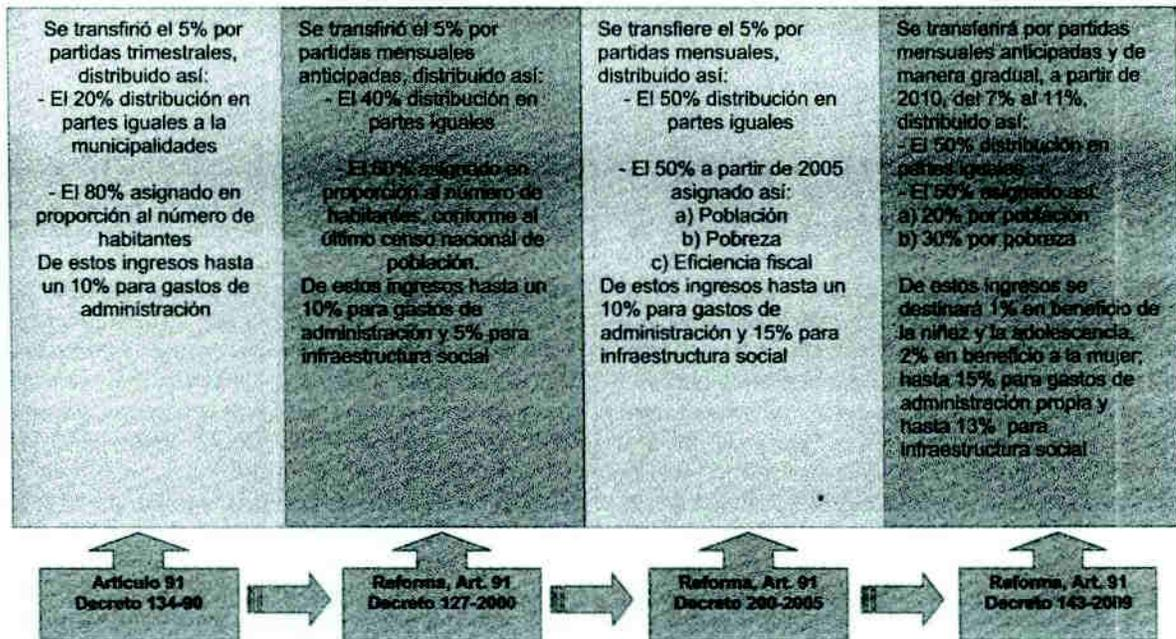 Se transfirió el 5% por
partidas trimestrales,
distribuido así:
- El 20% distribución en
partes iguales a la
municipalidades
- El 80% asignado en
proporción al número de
habitantes
De estos ingresos hasta
un 10% para gastos de
administración
Se transfirió el 5% por
partidas mensuales
anticipadas, distribuido así:
- El 40% distribución en
partes iguales
- El 60% asignado en
proporción al número de
habitantes, conforme al
último censo nacional de
población.
De estos ingresos hasta un
10% para gastos de
administración y 5% para
infraestructura social
Se transfiere el 5% por
partidas mensuales,
distribuido así:
- El 50% distribución en
partes iguales
- El 50% a partir de 2005
asignado así:
a) Población
b) Pobreza
c) Eficiencia fiscal
De estos ingresos hasta un
10% para gastos de
administración y 15% para
infraestructura social
Se transferirá por partidas
mensuales anticipadas y de
manera gradual, a partir de
2010, del 7% al 11%,
distribuido así:
- El 50% distribución en
partes iguales
- El 50% asignado así:
a) 20% por población
b) 30% por pobreza
De estos ingresos se
destinará 1% en beneficio de
la niñez y la adolescencia,
2% en beneficio a la mujer;
hasta 15% para gastos de
administración propia y
hasta 13% para
infraestructura social
Artículo 91
Decreto 134-90
Reforma, Art. 91
Decreto 127-2000
Reforma, Art. 91
Decreto 200-2005
Reforma, Art. 91
Decreto 143-2009